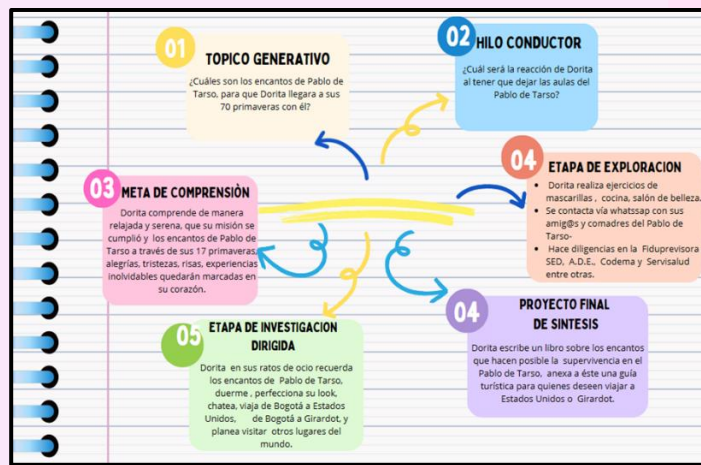 01
TOPICO GENERATIVO
¿Cuáles son los encantos de Pablo de
Tarso, para que Dorita llegara a sus
70 primaveras con él?
02
HILO CONDUCTOR
¿Cuál será la reacción de Dorita
al tener que dejar las aulas del
Pablo de Tarso?
03
META DE COMPRENSIÒN
Dorita comprende de manera
relajada y serena, que su misión se
cumplió y los encantos de Pablo de
Tarso a través de sus 17 primaveras,
alegrías, tristezas, risas, experiencias
inolvidables quedarán marcadas en
su corazón.
04
ETAPA DE EXPLORACION
• Dorita realiza ejercicios de
mascarillas , cocina, salón de belleza.
• Se contacta vía whatssap con sus
amig@s y comadres del Pablo de
Tarso-
• Hace diligencias en la Fiduprevisora
SED, A.D.E., Codema y Servisalud
entre otras.
05
ETAPA DE INVESTIGACION
DIRIGIDA
Dorita en sus ratos de ocio recuerda
los encantos de Pablo de Tarso,
duerme , perfecciona su look,
chatea, viaja de Bogotá a Estados
Unidos, de Bogotá a Girardot, y
planea visitar otros lugares del
mundo.
04
PROYECTO FINAL
DE SINTESIS
Dorita escribe un libro sobre los encantos
que hacen posible la supervivencia en el
Pablo de Tarso, anexa a éste una guía
turística para quienes deseen viajar a
Estados Unidos o Girardot.